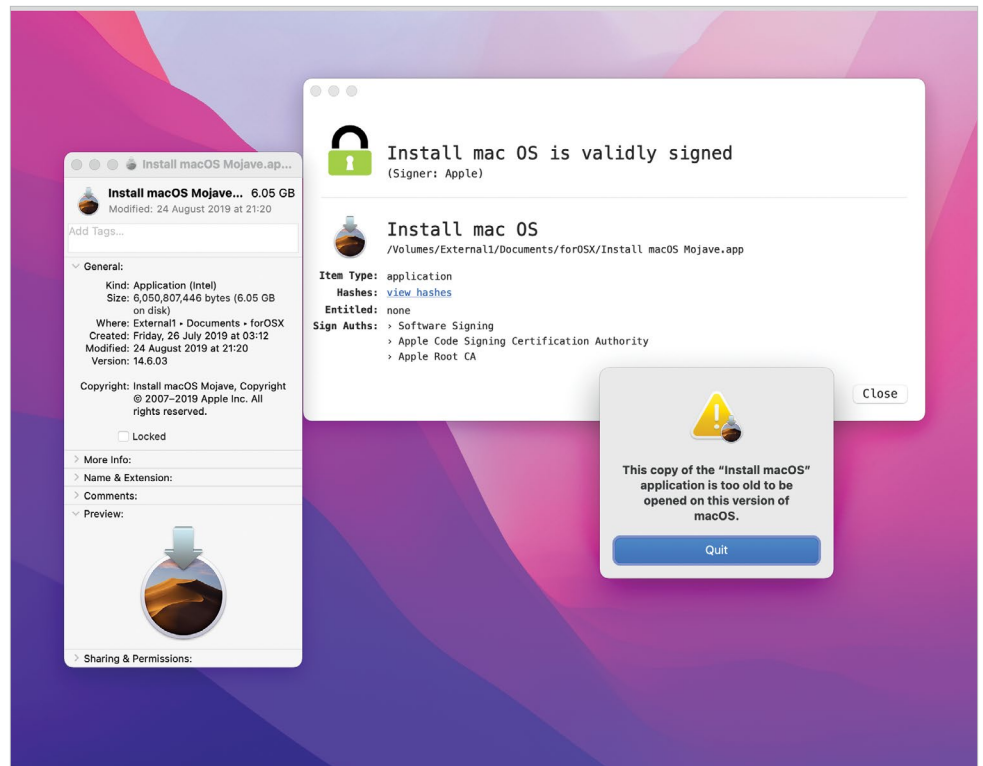 Install macOS Mojave.ap...
Install macOS Mojave... 6.05 GB
Modified: 24 August 2019 at 21:20
Add Tags...
General:
Kind: Application (Intel)
Size: 6,050,807,446 bytes (6.05 GB
on disk)
Where: External1 ▸ Documents ▸ forOSX
Created: Friday, 26 July 2019 at 03:12
Modified: 24 August 2019 at 21:20
Version: 14.6.03
Copyright: Install macOS Mojave, Copyright
© 2007–2019 Apple Inc. All
rights reserved.
Locked
More Info:
Name & Extension:
Comments:
Preview:
Sharing & Permissions:
Install mac OS is validly signed
(Signer: Apple)
Install mac OS
/Volumes/External1/Documents/forOSX/Install macOS Mojave.app
Item Type: application
Hashes: view hashes
Entitled: none
Sign Auths: › Software Signing
› Apple Code Signing Certification Authority
› Apple Root CA
Close
This copy of the “Install macOS”
application is too old to be
opened on this version of
macOS.
Quit